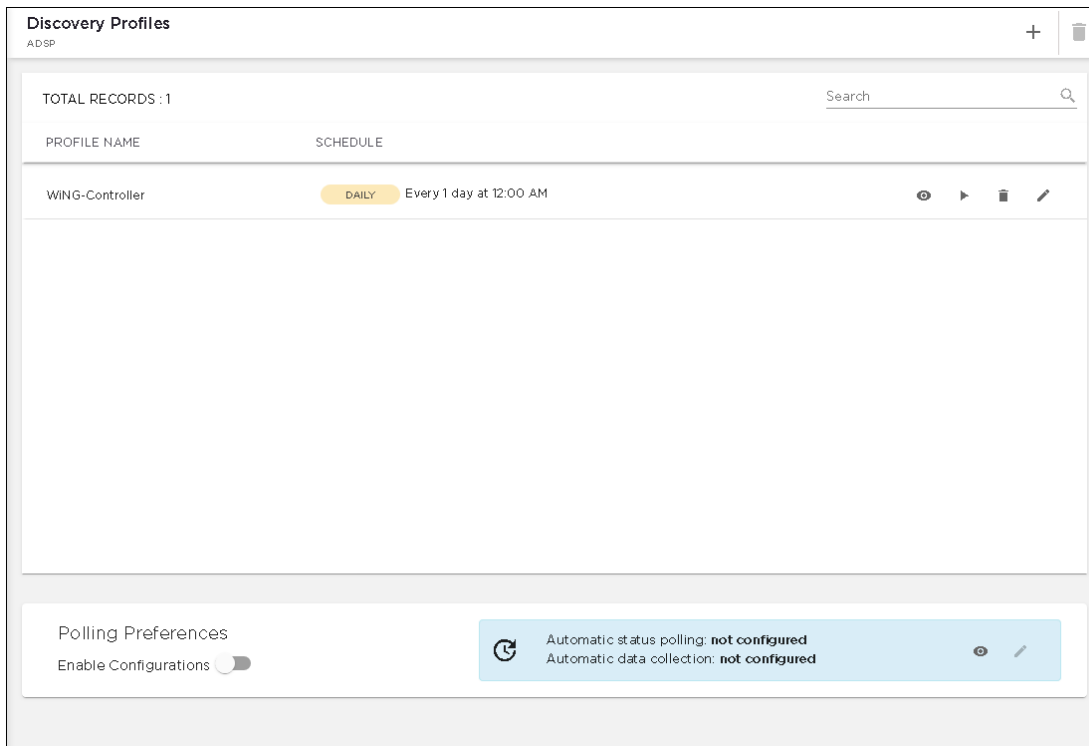 Discovery Profiles
ADSP
TOTAL RECORDS : 1
Search
PROFILE NAME SCHEDULE
WiNG-Controller DAILY Every 1 day at 12:00 AM
Polling Preferences
Enable Configurations
Automatic status polling: not configured
Automatic data collection: not configured